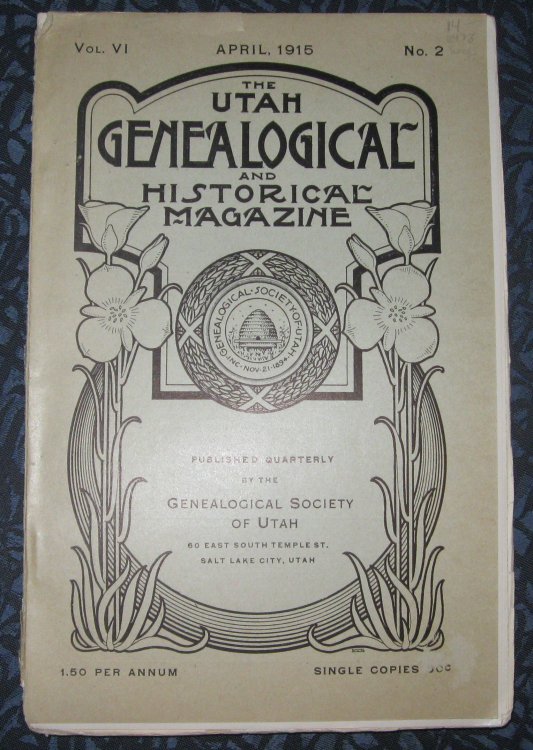 VOL. VI APRIL, 1915 No. 2
THE
UTAH
GENEALOGICAL
AND
HISTORICAL
MAGAZINE
GENEALOGICAL·SOCIETY OF UTAH·
INC·NOV·21·1894·
PUBLISHED QUARTERLY
BY THE
GENEALOGICAL SOCIETY
OF UTAH
60 EAST SOUTH TEMPLE ST.
SALT LAKE CITY, UTAH
1.50 PER ANNUM SINGLE COPIES